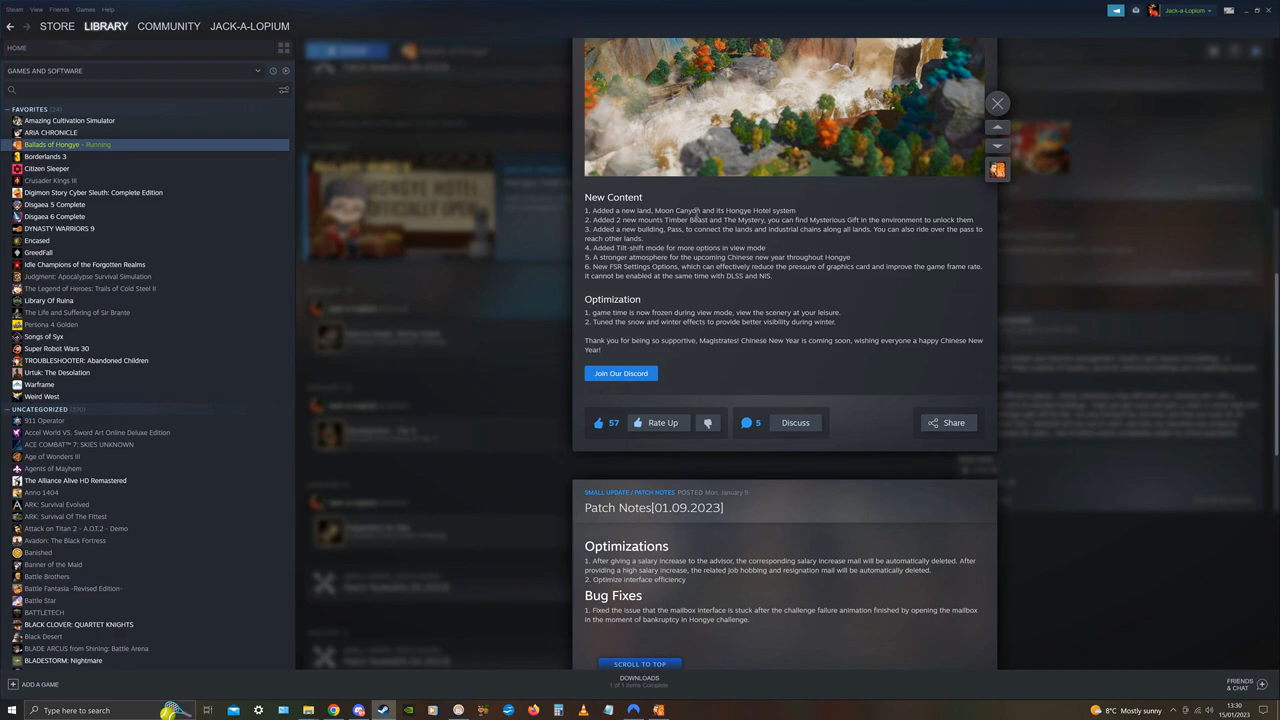 Steam View Friends Games Help
Jack-a-Lopium
STORE LIBRARY COMMUNITY JACK-A-LOPIUM
HOME
GAMES AND SOFTWARE
FAVORITES (24)
Amazing Cultivation Simulator
ARIA CHRONICLE
Ballads of Hongye - Running
Borderlands 3
Citizen Sleeper
Crusader Kings III
Digimon Story Cyber Sleuth: Complete Edition
Disgaea 5 Complete
Disgaea 6 Complete
DYNASTY WARRIORS 9
Encased
GreedFall
Idle Champions of the Forgotten Realms
Judgment: Apocalypse Survival Simulation
The Legend of Heroes: Trails of Cold Steel II
Library Of Ruina
The Life and Suffering of Sir Brante
Persona 4 Golden
Songs of Syx
Super Robot Wars 30
TROUBLESHOOTER: Abandoned Children
Urtuk: The Desolation
Warframe
Weird West
UNCATEGORIZED (370)
911 Operator
Accel World VS. Sword Art Online Deluxe Edition
ACE COMBAT™ 7: SKIES UNKNOWN
Age of Wonders III
Agents of Mayhem
The Alliance Alive HD Remastered
Anno 1404
ARK: Survival Evolved
ARK: Survival Of The Fittest
Attack on Titan 2 - A.O.T.2 - Demo
Avadon: The Black Fortress
Banished
Banner of the Maid
Battle Brothers
Battle Fantasia -Revised Edition-
Battle Star
BATTLETECH
BLACK CLOVER: QUARTET KNIGHTS
Black Desert
BLADE ARCUS from Shining: Battle Arena
BLADESTORM: Nightmare
New Content
1. Added a new land, Moon Canyon and its Hongye Hotel system
2. Added 2 new mounts Timber Beast and The Mystery, you can find Mysterious Gift in the environment to unlock them.
3. Added a new building, Pass, to connect the lands and industrial chains along all lands. You can also ride over the pass to
reach other lands.
4. Added Tilt-shift mode for more options in view mode
5. A stronger atmosphere for the upcoming Chinese new year throughout Hongye
6. New FSR Settings Options, which can effectively reduce the pressure of graphics card and improve the game frame rate.
It cannot be enabled at the same time with DLSS and NIS.
Optimization
1. game time is now frozen during view mode, view the scenery at your leisure.
2. Tuned the snow and winter effects to provide better visibility during winter.
Thank you for being so supportive, Magistrates! Chinese New Year is coming soon, wishing everyone a happy Chinese New
Year!
Join Our Discord
57 Rate Up 5 Discuss Share
SMALL UPDATE / PATCH NOTES POSTED Mon, January 9
Patch Notes[01.09.2023]
Optimizations
1. After giving a salary increase to the advisor, the corresponding salary increase mail will be automatically deleted. After
providing a high salary increase, the related job hobbing and resignation mail will be automatically deleted.
2. Optimize interface efficiency
Bug Fixes
1. Fixed the issue that the mailbox interface is stuck after the challenge failure animation finished by opening the mailbox
in the moment of bankruptcy in Hongye challenge.
SCROLL TO TOP
ADD A GAME
DOWNLOADS
1 of 1 Items Complete
FRIENDS
& CHAT
Type here to search
8°C Mostly sunny
13:30
15/01/2023